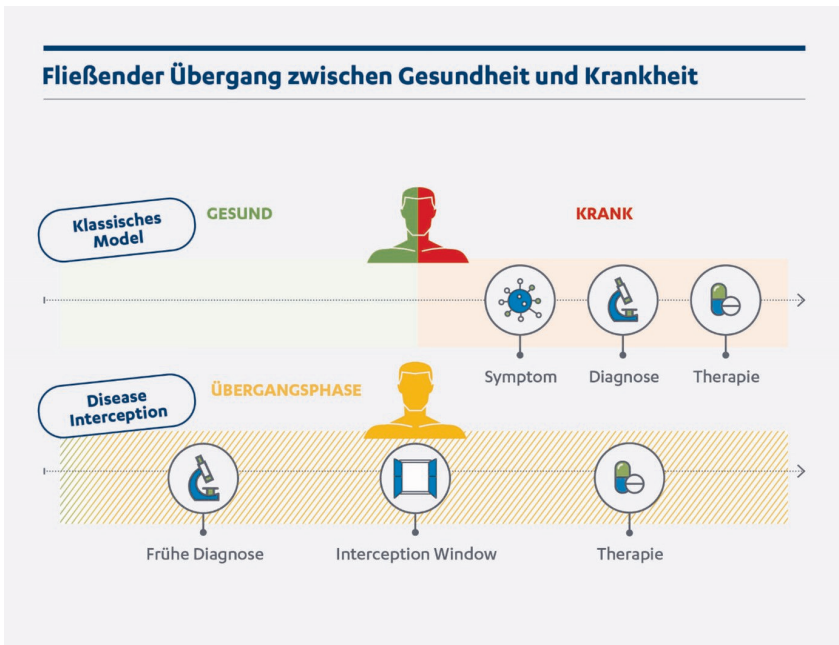 Fließender Übergang zwischen Gesundheit und Krankheit
Klassisches
Model
GESUND
KRANK
Symptom
Diagnose
Therapie
Disease
Interception
ÜBERGANGSPHASE
Frühe Diagnose
Interception Window
Therapie